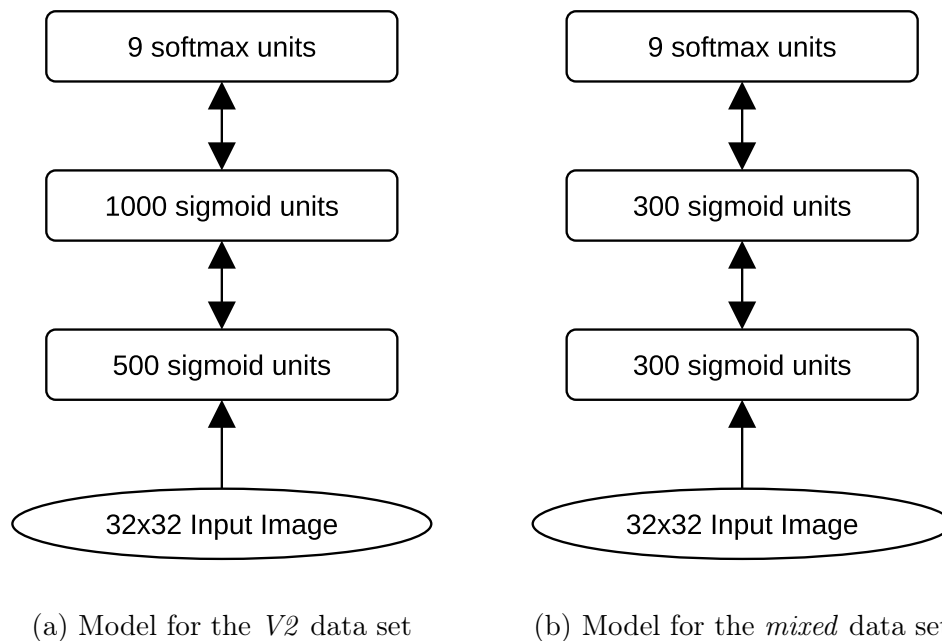 9 softmax units
1000 sigmoid units
500 sigmoid units
32x32 Input Image
(a) Model for the V2 data set
9 softmax units
300 sigmoid units
300 sigmoid units
32x32 Input Image
(b) Model for the mixed data se